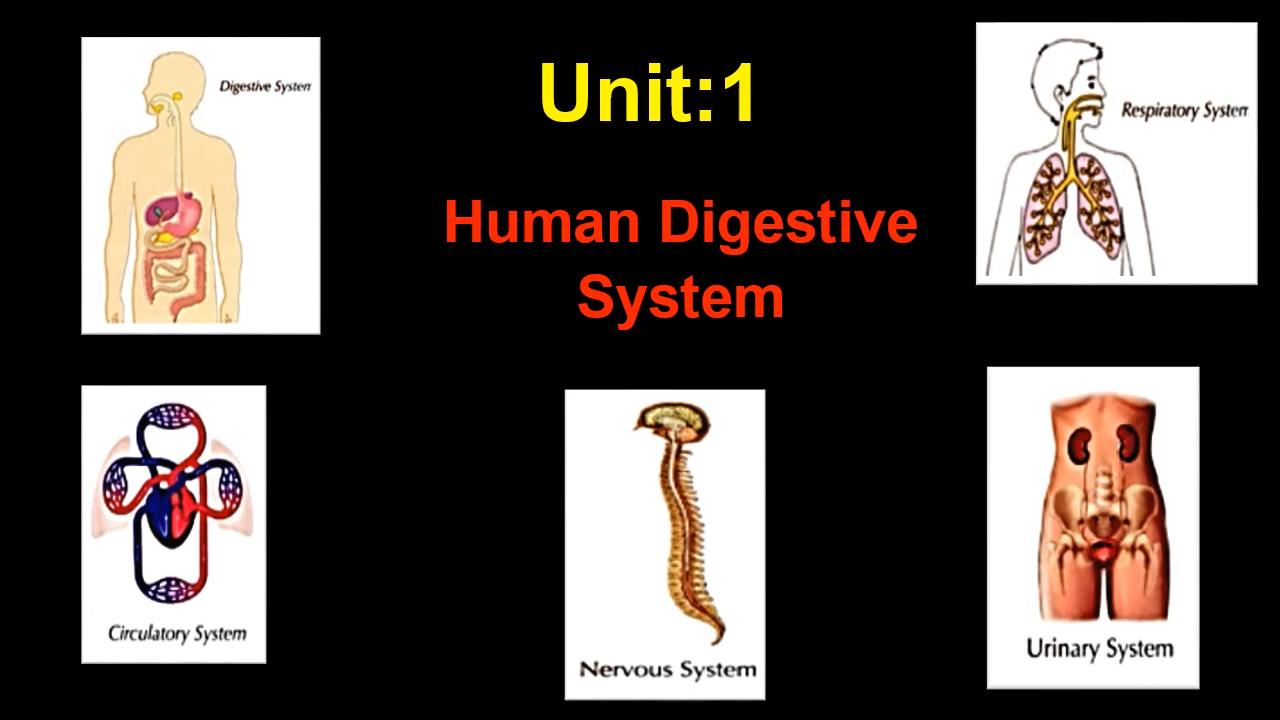 Digestive System
Unit:1
Respiratory System
Human Digestive
System
Circulatory System
Nervous System
Urinary System